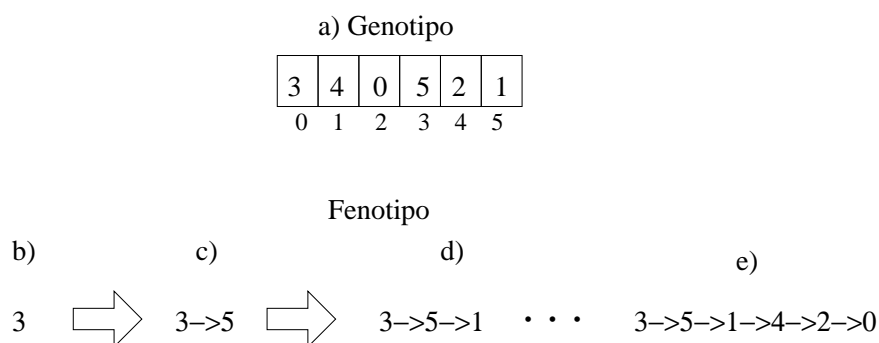 a) Genotipo
3 4 0 5 2 1
0 1 2 3 4 5
Fenotipo
b) c) d) e)
3 3–>5 3–>5–>1 · · · 3–>5–>1–>4–>2–>0